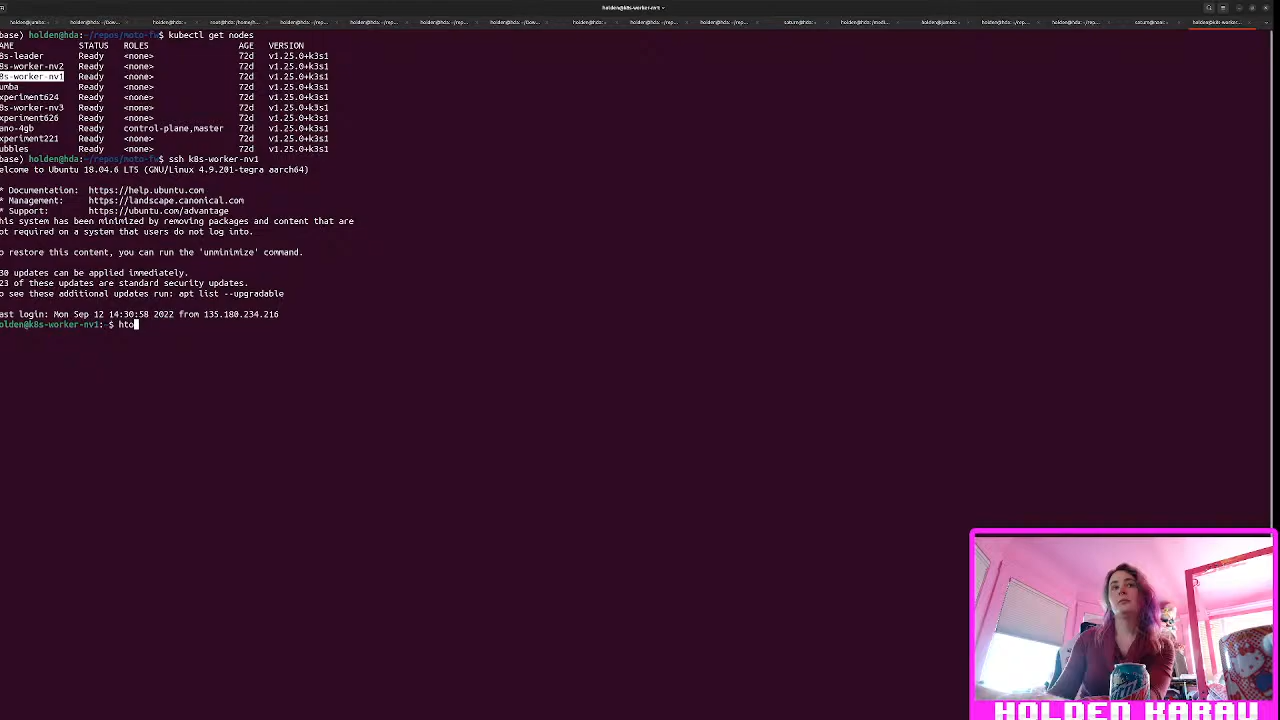 holden@k8s-worker-nv1
base) holden@hda:~/repos/moto-fw$ kubectl get nodes
AME STATUS ROLES AGE VERSION
8s-leader Ready <none> 72d v1.25.0+k3s1
8s-worker-nv2 Ready <none> 72d v1.25.0+k3s1
8s-worker-nv1 Ready <none> 72d v1.25.0+k3s1
umba Ready <none> 72d v1.25.0+k3s1
xperiment624 Ready <none> 72d v1.25.0+k3s1
8s-worker-nv3 Ready <none> 72d v1.25.0+k3s1
xperiment626 Ready <none> 72d v1.25.0+k3s1
ano-4gb Ready control-plane,master 72d v1.25.0+k3s1
xperiment221 Ready <none> 72d v1.25.0+k3s1
ubbles Ready <none> 72d v1.25.0+k3s1
base) holden@hda:~/repos/moto-fw$ ssh k8s-worker-nv1
elcome to Ubuntu 18.04.6 LTS (GNU/Linux 4.9.201-tegra aarch64)
* Documentation: https://help.ubuntu.com
* Management: https://landscape.canonical.com
* Support: https://ubuntu.com/advantage
his system has been minimized by removing packages and content that are
ot required on a system that users do not log into.
o restore this content, you can run the 'unminimize' command.
30 updates can be applied immediately.
23 of these updates are standard security updates.
o see these additional updates run: apt list --upgradable
ast login: Mon Sep 12 14:30:58 2022 from 135.180.234.216
olden@k8s-worker-nv1:~$ hto
HOLDEN KARAU